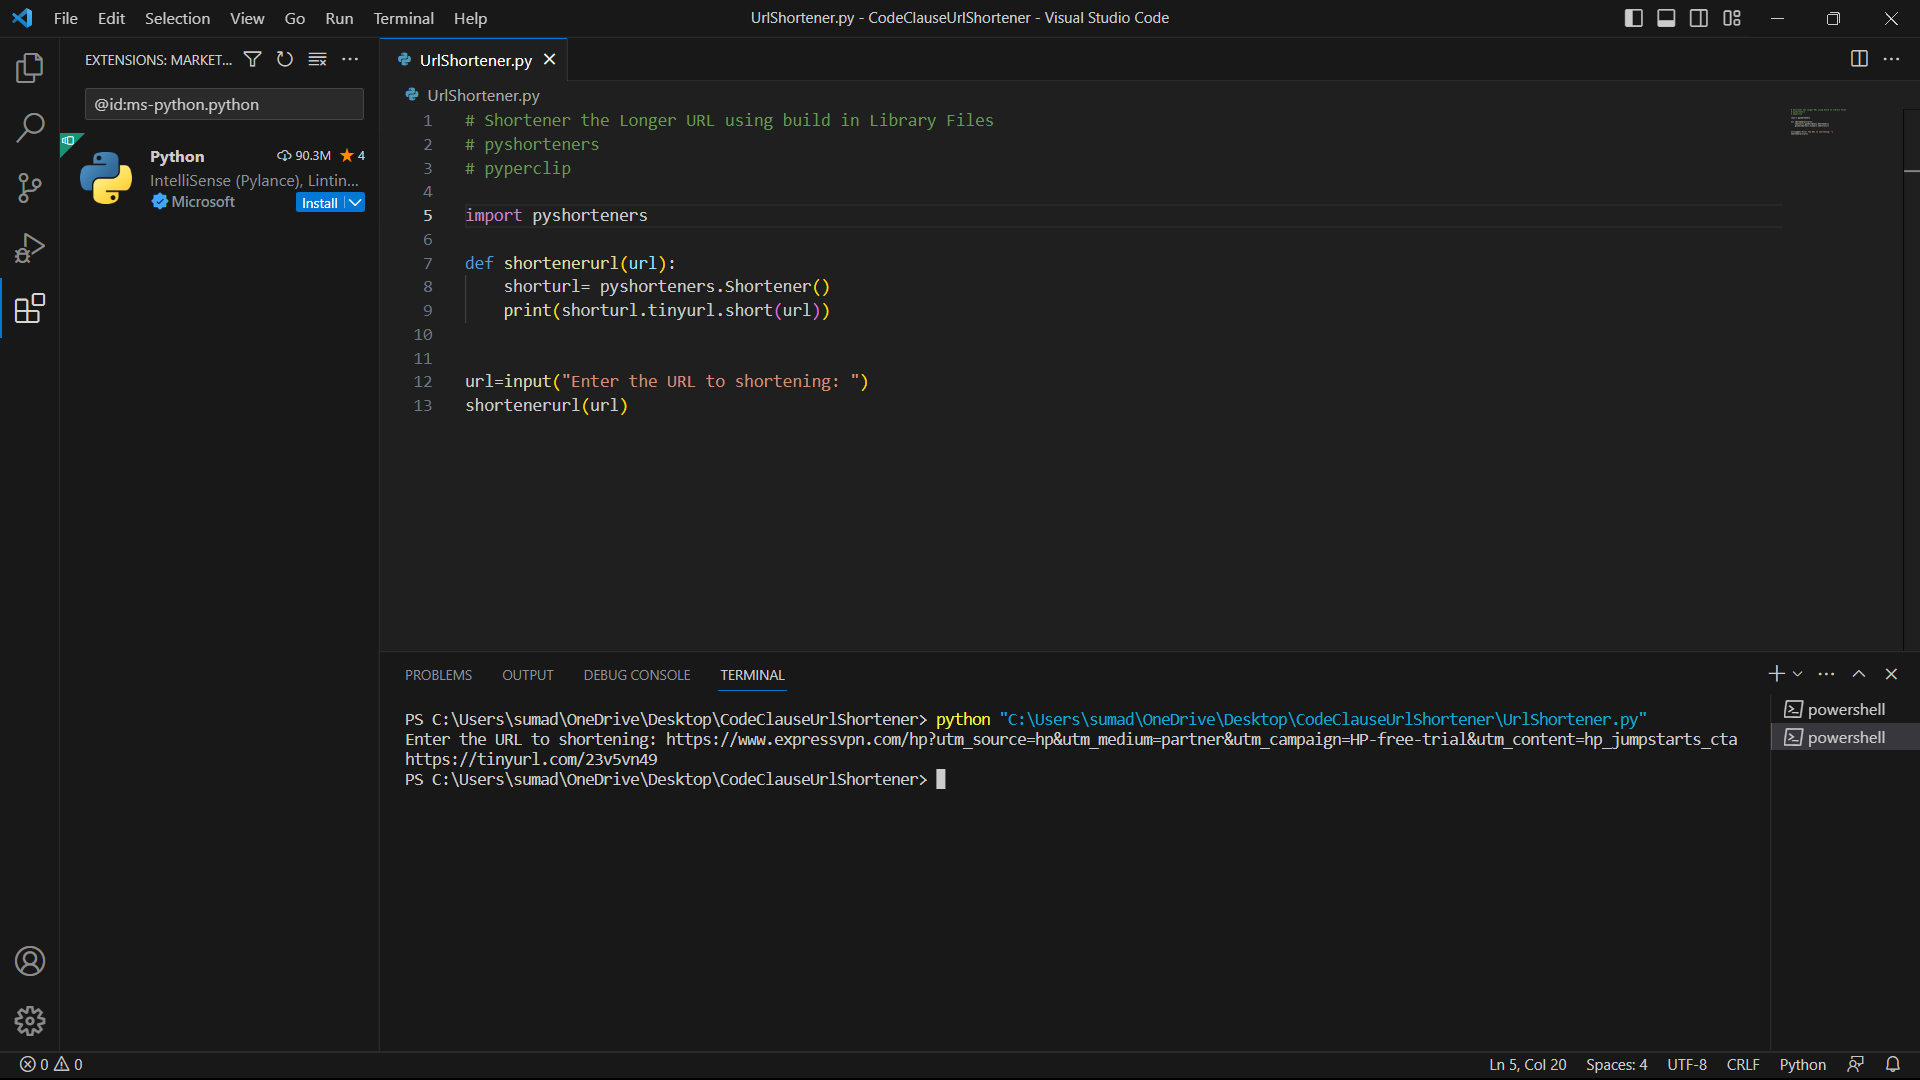 File Edit Selection View Go Run Terminal Help
UrlShortener.py - CodeClauseUrlShortener - Visual Studio Code
EXTENSIONS: MARKET...
@id:ms-python.python
Python 90.3M 4
IntelliSense (Pylance), Lintin...
Microsoft Install
UrlShortener.py
UrlShortener.py
1 # Shortener the Longer URL using build in Library Files
2 # pyshorteners
3 # pyperclip
4
5 import pyshorteners
6
7 def shortenerurl(url):
8 shorturl= pyshorteners.Shortener()
9 print(shorturl.tinyurl.short(url))
10
11
12 url=input("Enter the URL to shortening: ")
13 shortenerurl(url)
PROBLEMS OUTPUT DEBUG CONSOLE TERMINAL
PS C:\Users\sumad\OneDrive\Desktop\CodeClauseUrlShortener> python "C:\Users\sumad\OneDrive\Desktop\CodeClauseUrlShortener\UrlShortener.py"
Enter the URL to shortening: https://www.expressvpn.com/hp?utm_source=hp&utm_medium=partner&utm_campaign=HP-free-trial&utm_content=hp_jumpstarts_cta
https://tinyurl.com/23v5vn49
PS C:\Users\sumad\OneDrive\Desktop\CodeClauseUrlShortener>
powershell
powershell
0 0
Ln 5, Col 20 Spaces: 4 UTF-8 CRLF Python